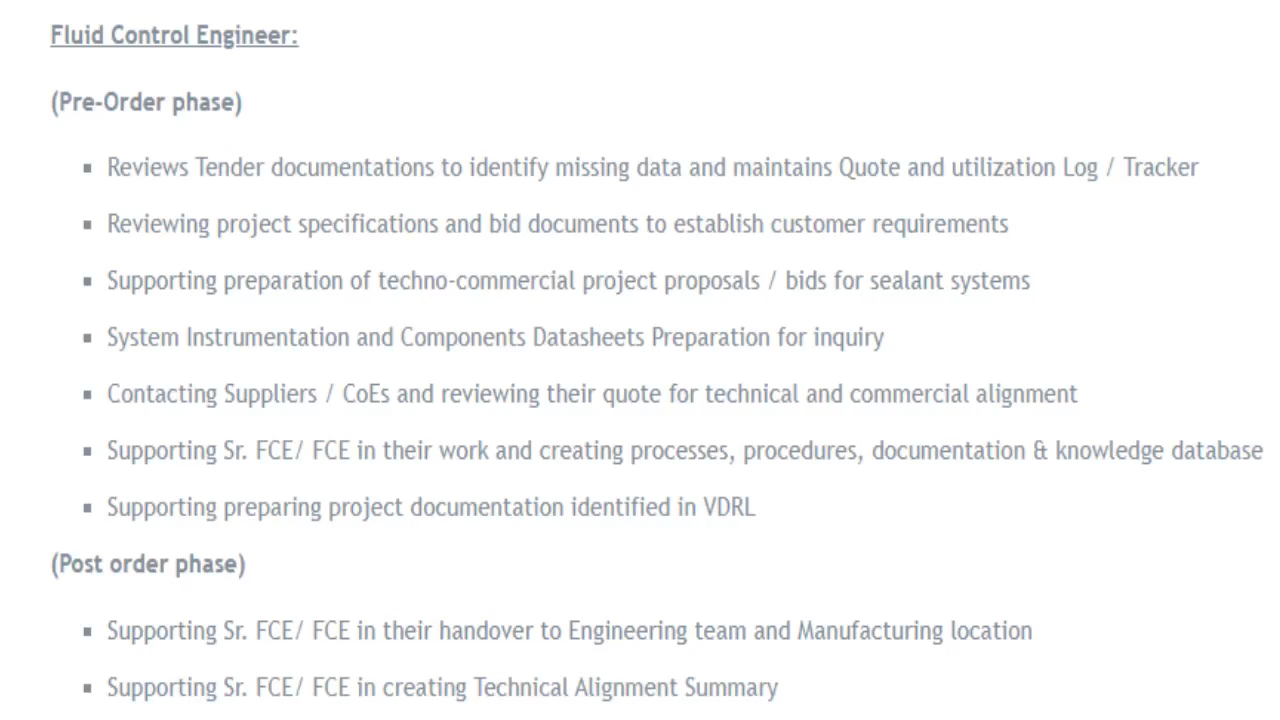 Fluid Control Engineer:
(Pre-Order phase)
▪ Reviews Tender documentations to identify missing data and maintains Quote and utilization Log / Tracker
▪ Reviewing project specifications and bid documents to establish customer requirements
▪ Supporting preparation of techno-commercial project proposals / bids for sealant systems
▪ System Instrumentation and Components Datasheets Preparation for inquiry
▪ Contacting Suppliers / CoEs and reviewing their quote for technical and commercial alignment
▪ Supporting Sr. FCE/ FCE in their work and creating processes, procedures, documentation & knowledge database
▪ Supporting preparing project documentation identified in VDRL
(Post order phase)
▪ Supporting Sr. FCE/ FCE in their handover to Engineering team and Manufacturing location
▪ Supporting Sr. FCE/ FCE in creating Technical Alignment Summary